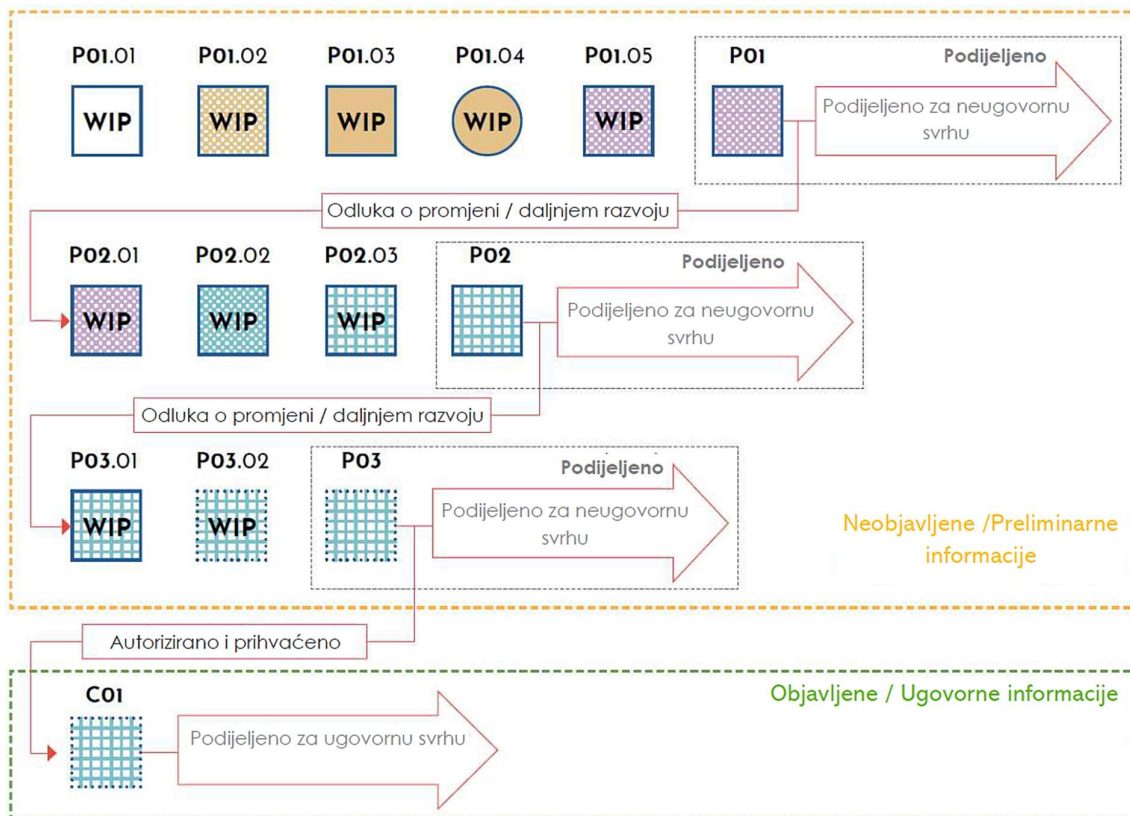 P01.01
P01.02
P01.03
P01.04
P01.05
P01
Podijeljeno
WIP
WIP
WIP
WIP
WIP
Podijeljeno za neugovornu
svrhu
Odluka o promjeni / daljnjem razvoju
P02.01
P02.02
P02.03
P02
Podijeljeno
WIP
WIP
WIP
Podijeljeno za neugovornu
svrhu
Odluka o promjeni / daljnjem razvoju
P03.01
P03.02
P03
Podijeljeno
WIP
WIP
Podijeljeno za neugovornu
svrhu
Neobjavljene /Preliminarne
informacije
Autorizirano i prihvaćeno
C01
Objavljene / Ugovorne informacije
Podijeljeno za ugovornu svrhu